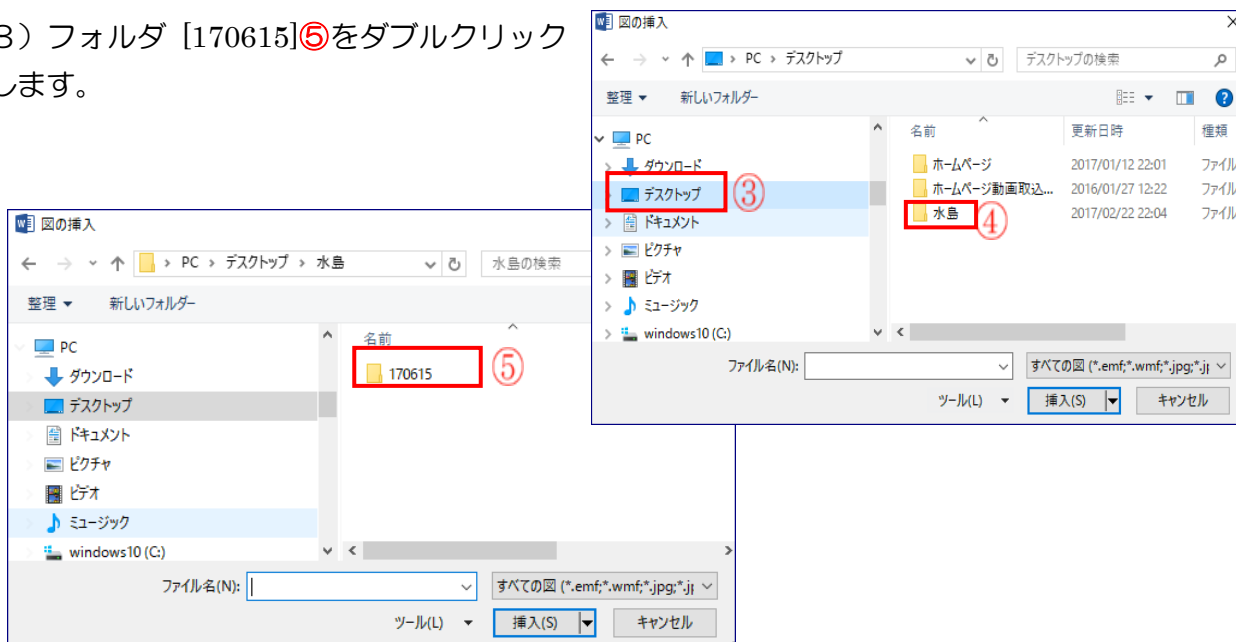 3）フォルダ [170615]⑤をダブルクリック
します。
図の挿入
PC > デスクトップ
デスクトップの検索
整理 新しいフォルダー
名前 更新日時 種類
PC
ダウンロード
デスクトップ
ドキュメント
ピクチャ
ビデオ
ミュージック
windows10 (C:)
③
ホームページ 2017/01/12 22:01 ファイル
ホームページ動画取込... 2016/01/27 12:22 ファイル
水島 2017/02/22 22:04 ファイル
④
ファイル名(N):
すべての図 (*.emf;*.wmf;*.jpg;*.j
ツール(L) 挿入(S) キャンセル
図の挿入
PC > デスクトップ > 水島
水島の検索
整理 新しいフォルダー
名前
PC
ダウンロード
デスクトップ
ドキュメント
ピクチャ
ビデオ
ミュージック
windows10 (C:)
170615
⑤
ファイル名(N):
すべての図 (*.emf;*.wmf;*.jpg;*.j
ツール(L) 挿入(S) キャンセル